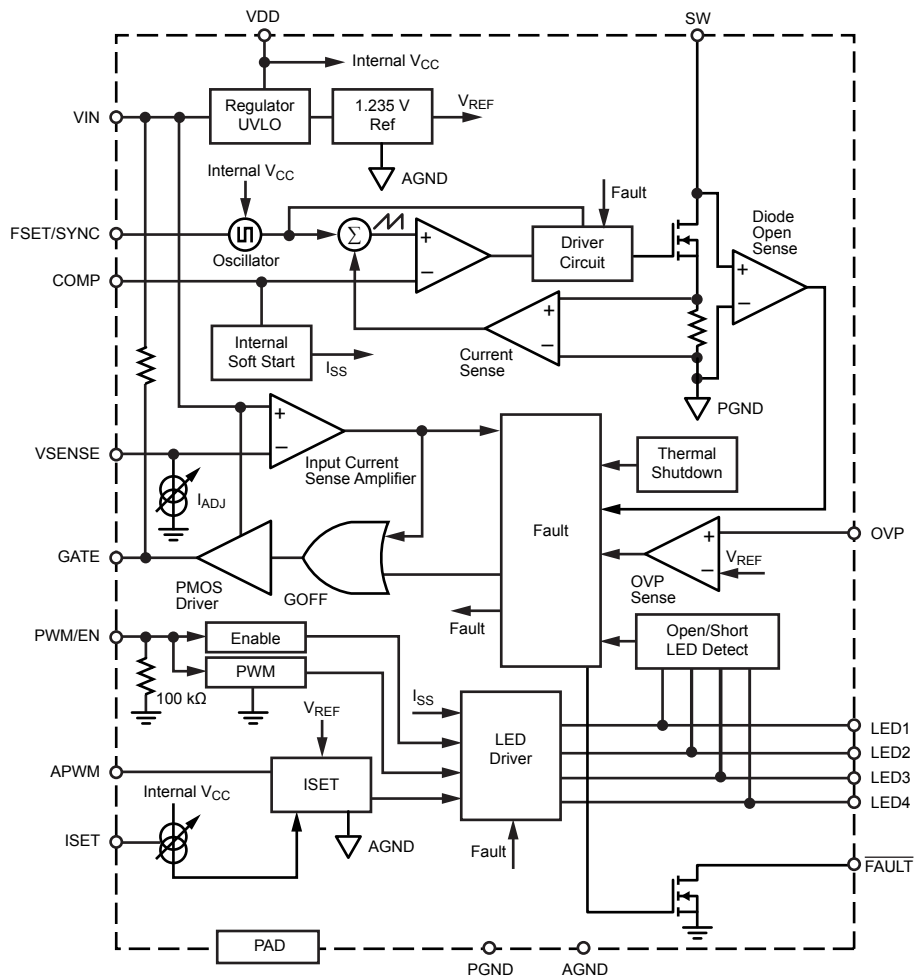 VDD
SW
Internal VCC
VIN
Regulator
UVLO
1.235 V
Ref
VREF
AGND
Internal VCC
Fault
FSET/SYNC
Oscillator
∑
+
−
Driver
Circuit
Diode
Open
Sense
+
−
COMP
Internal
Soft Start
ISS
+
−
Current
Sense
PGND
VSENSE
+
−
Input Current
Sense Amplifier
IADJ
Fault
Thermal
Shutdown
GATE
PMOS
Driver
GOFF
+
−
VREF
OVP
Sense
OVP
Fault
PWM/EN
Enable
PWM
100 kΩ
Open/Short
LED Detect
ISS
VREF
LED
Driver
LED1
LED2
LED3
LED4
APWM
ISET
Internal VCC
AGND
ISET
Fault
FAULT
PAD
PGND
AGND